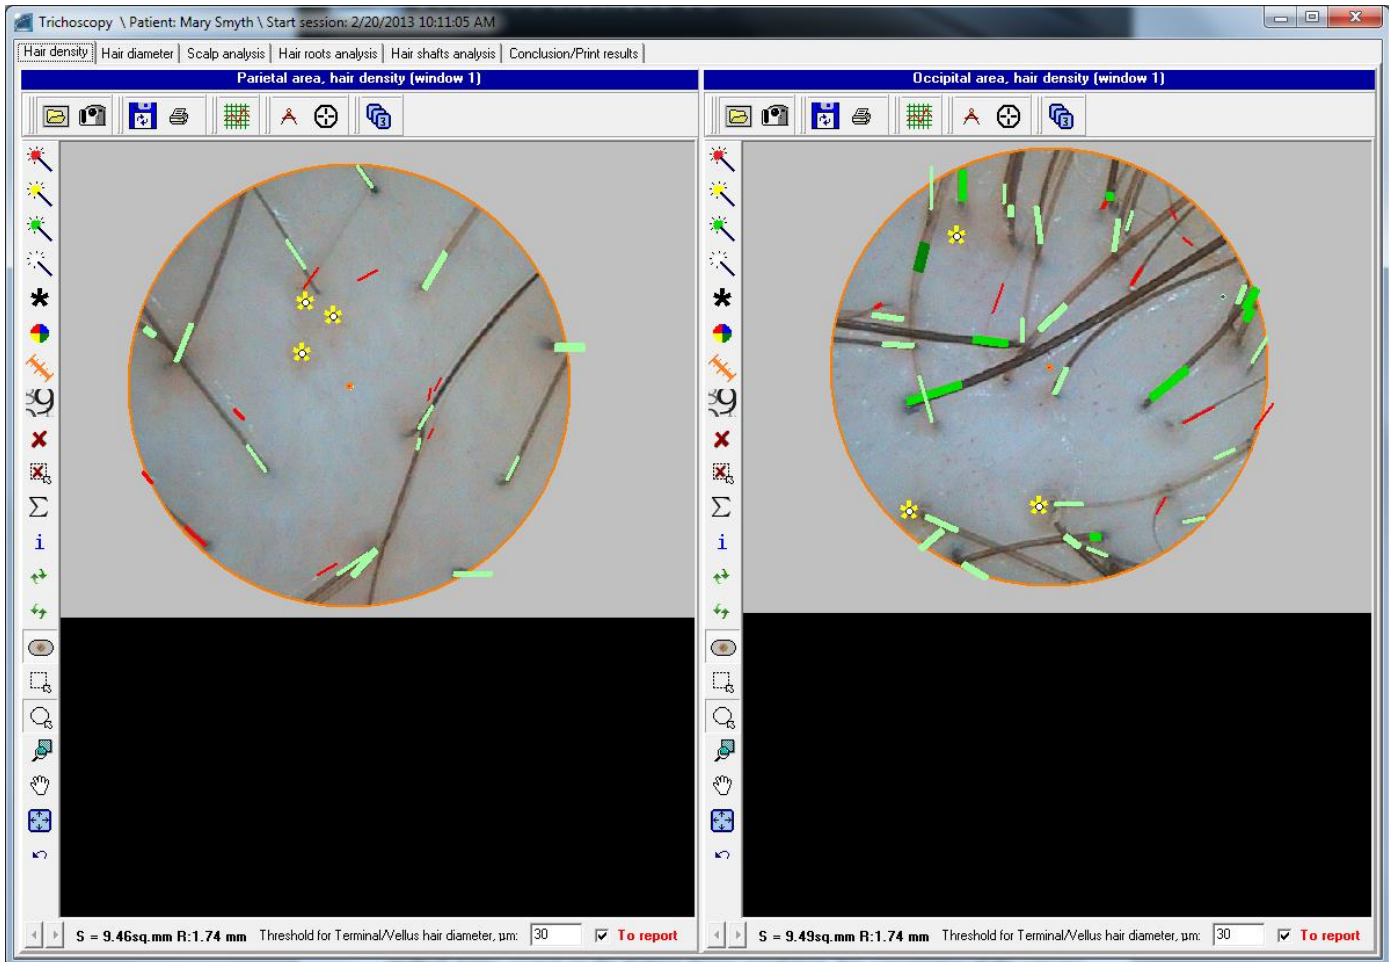 Trichoscopy \ Patient: Mary Smyth \ Start session: 2/20/2013 10:11:05 AM
Hair density Hair diameter Scalp analysis Hair roots analysis Hair shafts analysis Conclusion/Print results
Parietal area, hair density (window 1)
S = 9.46sq.mm R:1.74 mm Threshold for Terminal/Vellus hair diameter, µm: 30 To report
Occipital area, hair density (window 1)
S = 9.49sq.mm R:1.74 mm Threshold for Terminal/Vellus hair diameter, µm: 30 To report